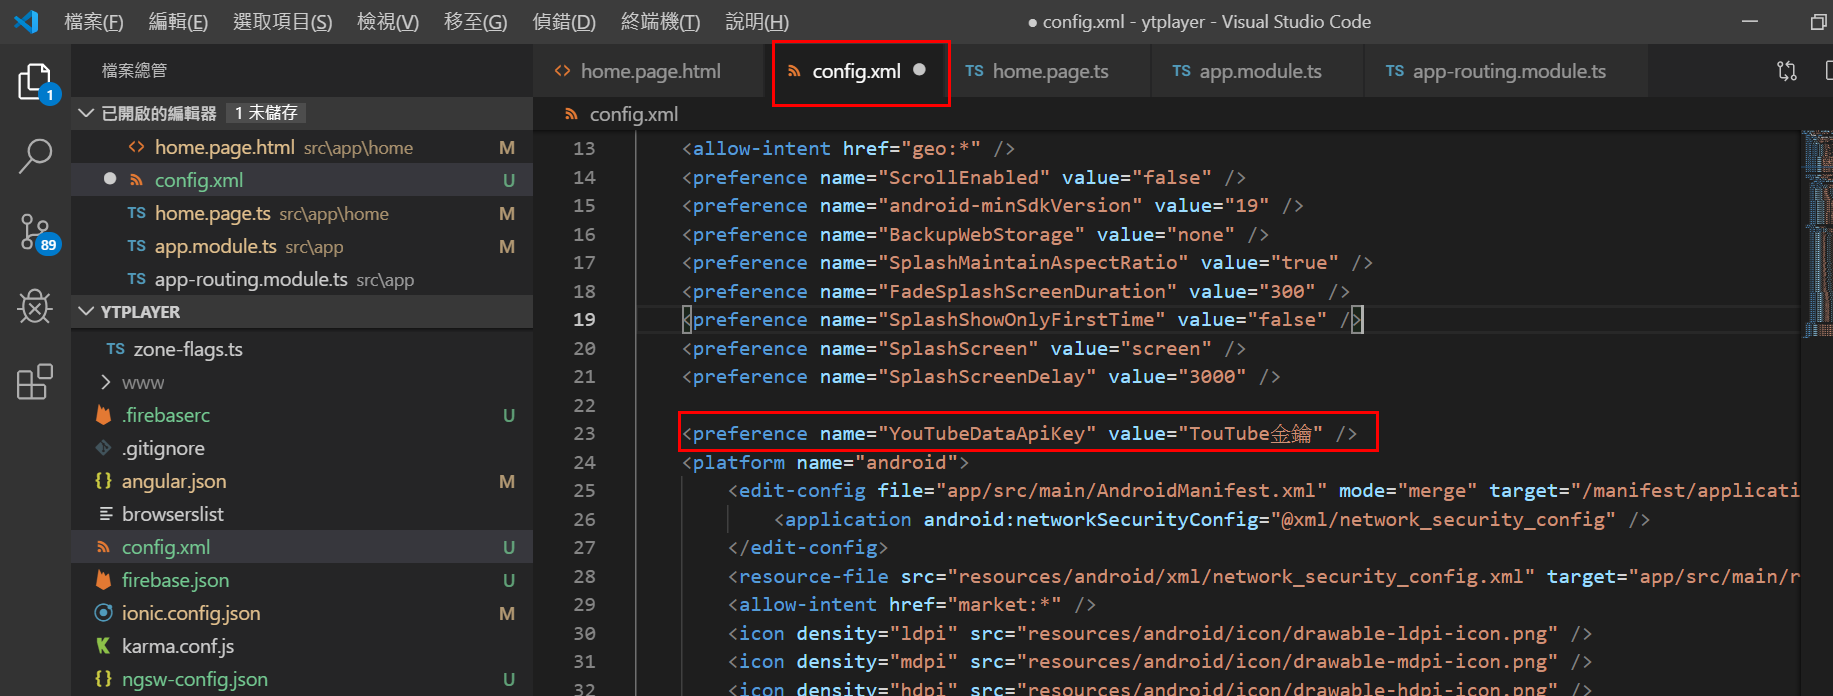 檔案(F) 編輯(E) 選取項目(S) 檢視(V) 移至(G) 偵錯(D) 終端機(T) 說明(H) ● config.xml - ytplayer - Visual Studio Code
檔案總管
1
89
已開啟的編輯器 1 未儲存
<> home.page.html src\app\home M
config.xml U
TS home.page.ts src\app\home M
TS app.module.ts src\app M
TS app-routing.module.ts src\app
YTPLAYER
TS zone-flags.ts
www
.firebaserc U
.gitignore
{} angular.json M
browserslist
config.xml U
firebase.json U
ionic.config.json M
karma.conf.js
{} ngsw-config.json U
<> home.page.html config.xml ● TS home.page.ts TS app.module.ts TS app-routing.module.ts
config.xml
13 <allow-intent href="geo:*" />
14 <preference name="ScrollEnabled" value="false" />
15 <preference name="android-minSdkVersion" value="19" />
16 <preference name="BackupWebStorage" value="none" />
17 <preference name="SplashMaintainAspectRatio" value="true" />
18 <preference name="FadeSplashScreenDuration" value="300" />
19 <preference name="SplashShowOnlyFirstTime" value="false" />
20 <preference name="SplashScreen" value="screen" />
21 <preference name="SplashScreenDelay" value="3000" />
22
23 <preference name="YouTubeDataApiKey" value="TouTube金鑰" />
24 <platform name="android">
25 <edit-config file="app/src/main/AndroidManifest.xml" mode="merge" target="/manifest/applicati
26 <application android:networkSecurityConfig="@xml/network_security_config" />
27 </edit-config>
28 <resource-file src="resources/android/xml/network_security_config.xml" target="app/src/main/r
29 <allow-intent href="market:*" />
30 <icon density="ldpi" src="resources/android/icon/drawable-ldpi-icon.png" />
31 <icon density="mdpi" src="resources/android/icon/drawable-mdpi-icon.png" />
32 <icon density="hdpi" src="resources/android/icon/drawable-hdpi-icon.png" />